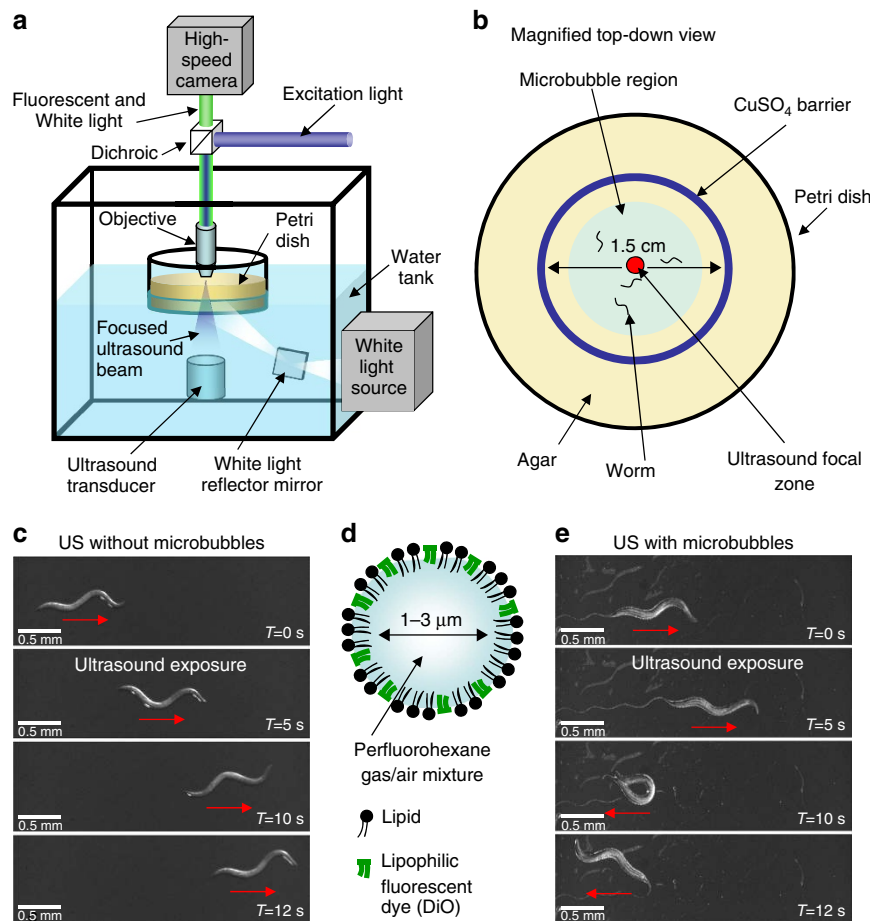 a
High-
speed
camera
Fluorescent and
White light
Excitation light
Dichroic
Objective
Petri
dish
Water
tank
Focused
ultrasound
beam
White
light
source
Ultrasound
transducer
White light
reflector mirror
b
Magnified top-down view
Microbubble region
CuSO₄ barrier
Petri dish
1.5 cm
Agar
Worm
Ultrasound focal
zone
c
US without microbubbles
0.5 mm
T=0 s
Ultrasound exposure
0.5 mm
T=5 s
0.5 mm
T=10 s
0.5 mm
T=12 s
d
1–3 μm
Perfluorohexane
gas/air mixture
Lipid
Lipophilic
fluorescent
dye (DiO)
e
US with microbubbles
0.5 mm
T=0 s
Ultrasound exposure
0.5 mm
T=5 s
0.5 mm
T=10 s
0.5 mm
T=12 s